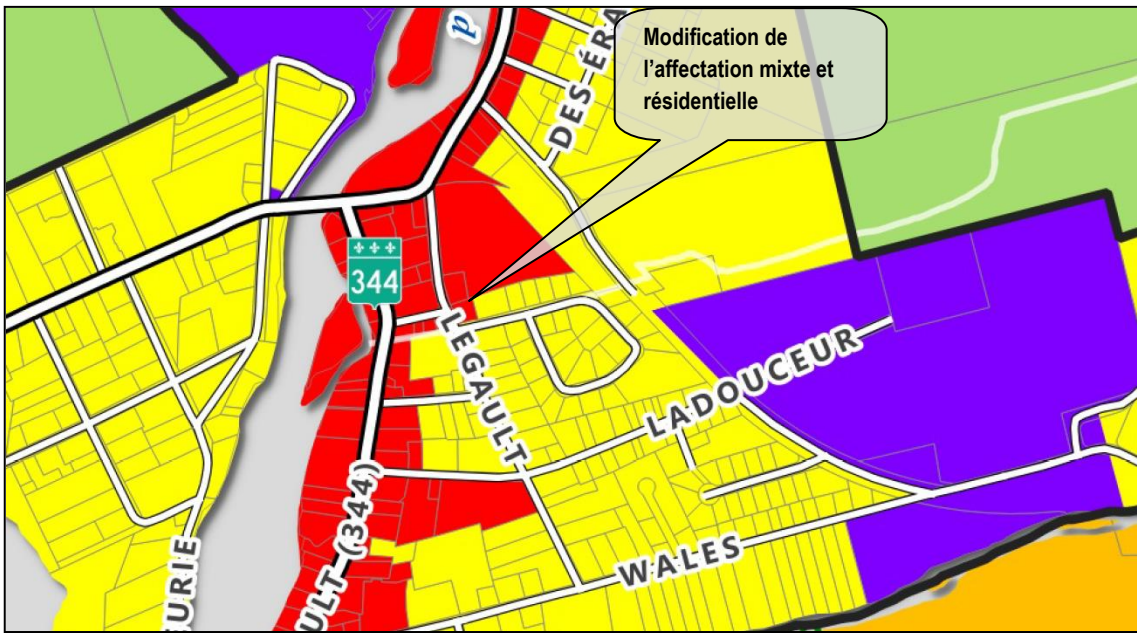 Modification de
l’affectation mixte et
résidentielle
p
DES ÉRA
344
LEGAULT
LADOUCEUR
WALES
ULT (344)
URIE